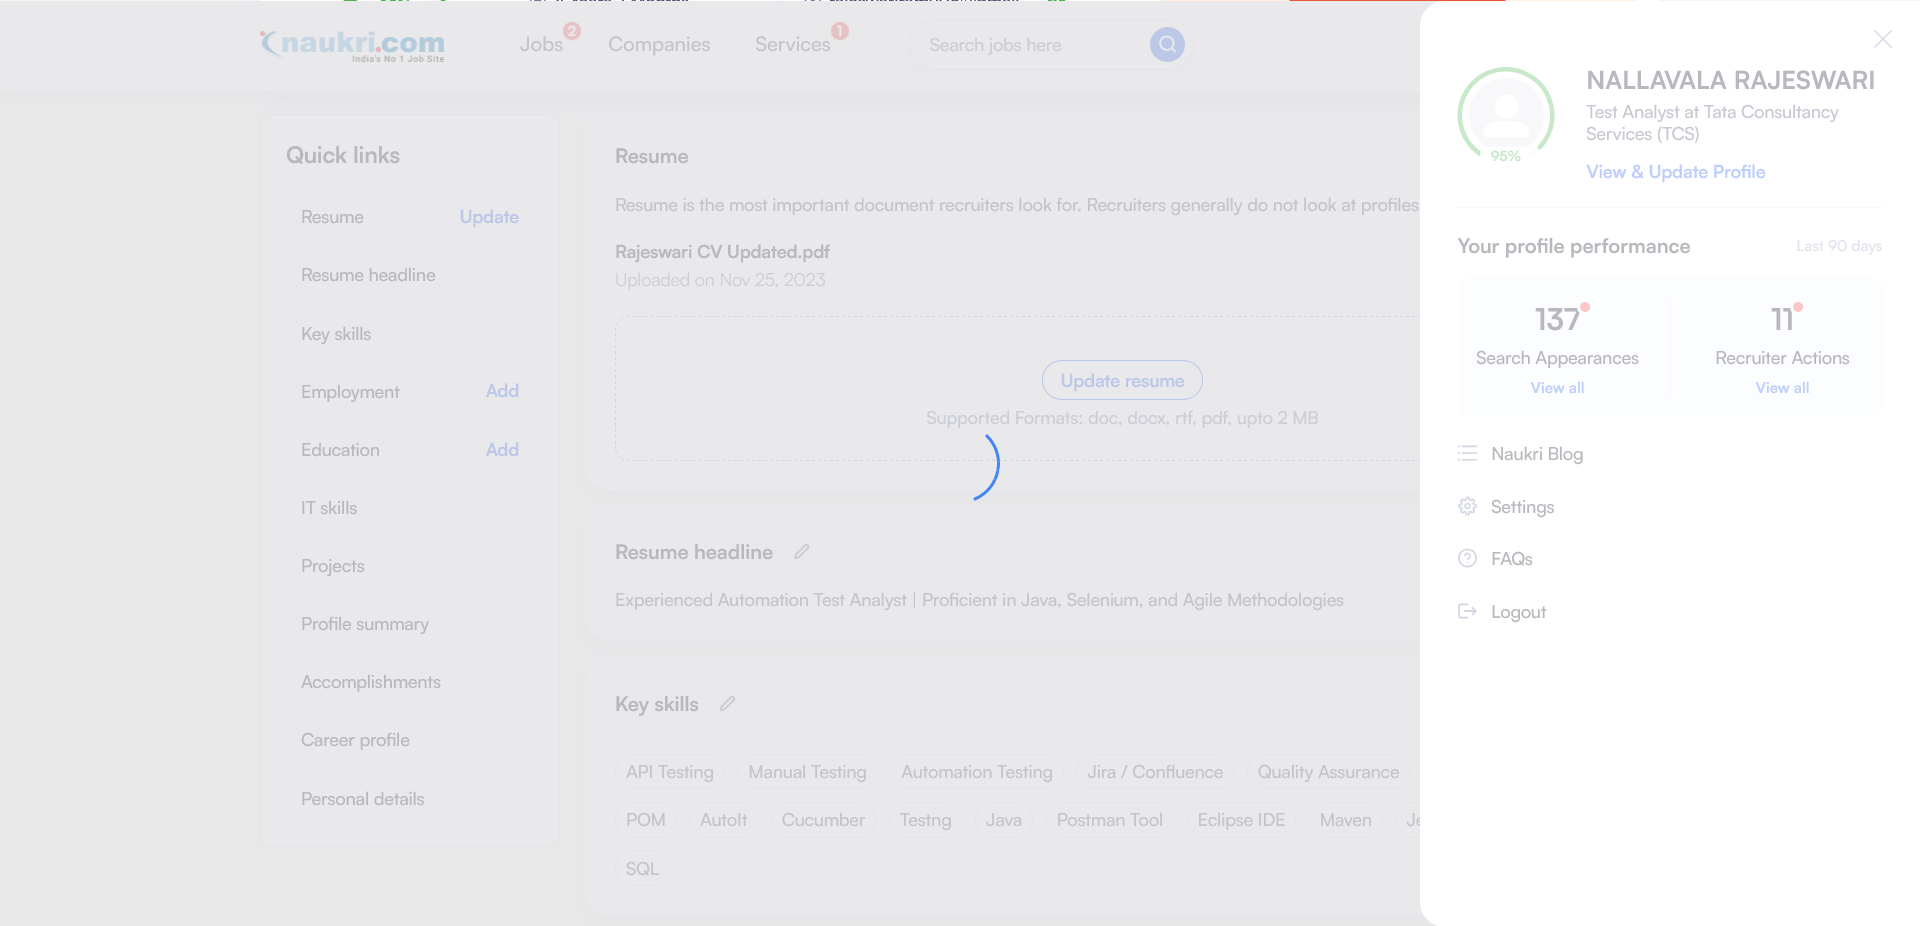 naukri.com
India's No 1 Job Site
Jobs
2
Companies
Services
1
Search jobs here
Quick links
Resume
Update
Resume headline
Key skills
Employment
Add
Education
Add
IT skills
Projects
Profile summary
Accomplishments
Career profile
Personal details
Resume
Resume is the most important document recruiters look for. Recruiters generally do not look at profiles
Rajeswari CV Updated.pdf
Uploaded on Nov 25, 2023
Update resume
Supported Formats: doc, docx, rtf, pdf, upto 2 MB
Resume headline
Experienced Automation Test Analyst | Proficient in Java, Selenium, and Agile Methodologies
Key skills
API Testing
Manual Testing
Automation Testing
Jira / Confluence
Quality Assurance
POM
AutoIt
Cucumber
Testng
Java
Postman Tool
Eclipse IDE
Maven
Je
SQL
95%
NALLAVALA RAJESWARI
Test Analyst at Tata Consultancy
Services (TCS)
View & Update Profile
Your profile performance
Last 90 days
137
Search Appearances
View all
11
Recruiter Actions
View all
Naukri Blog
Settings
FAQs
Logout